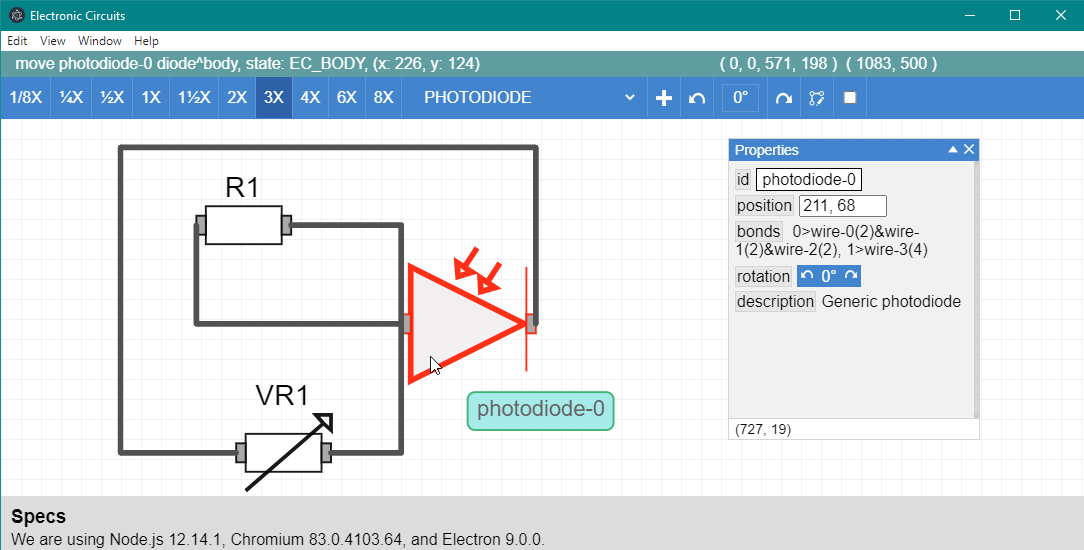 Electronic Circuits
Edit View Window Help
move photodiode-0 diode^body, state: EC_BODY, (x: 226, y: 124) ( 0, 0, 571, 198 ) ( 1083, 500 )
1/8X ¼X ½X 1X 1½X 2X 3X 4X 6X 8X PHOTODIODE 0°
Properties
id photodiode-0
position 211, 68
bonds 0>wire-0(2)&wire-
1(2)&wire-2(2), 1>wire-3(4)
rotation 0°
description Generic photodiode
(727, 19)
R1
VR1
photodiode-0
Specs
We are using Node.js 12.14.1, Chromium 83.0.4103.64, and Electron 9.0.0.